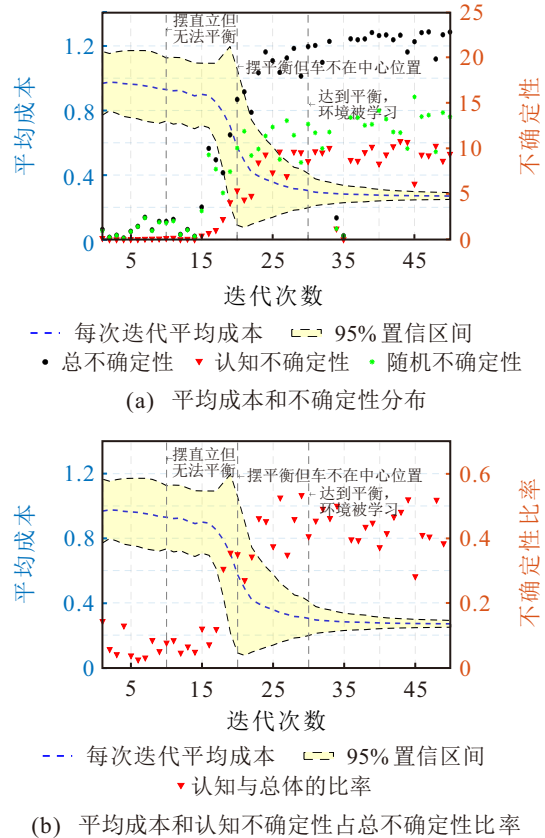 25
1.2
0.8
0.4
0
平均成本
摆直立但
无法平衡
摆平衡但车不在中心位置
达到平衡，
环境被学习
20
15
10
5
0
不确定性
5 15 25 35 45
迭代次数
每次迭代平均成本 95% 置信区间
总不确定性 认知不确定性 随机不确定性
(a) 平均成本和不确定性分布
1.2
0.8
0.4
0
平均成本
摆直立但
无法平衡
摆平衡但车不在中心位置
达到平衡，
环境被学习
0.6
0.4
0.2
0
不确定性比率
5 15 25 35 45
迭代次数
每次迭代平均成本 95% 置信区间
认知与总体的比率
(b) 平均成本和认知不确定性占总不确定性比率